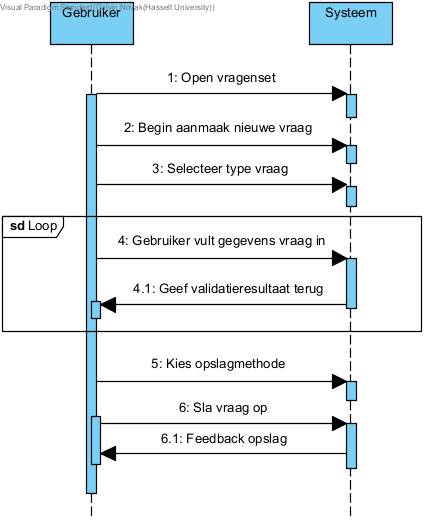 Visual Paradigm Standard(Calvin Novak(Hasselt University))
Gebruiker
Systeem
1: Open vragenset
2: Begin aanmaak nieuwe vraag
3: Selecteer type vraag
sd Loop
4: Gebruiker vult gegevens vraag in
4.1: Geef validatieresultaat terug
5: Kies opslagmethode
6: Sla vraag op
6.1: Feedback opslag